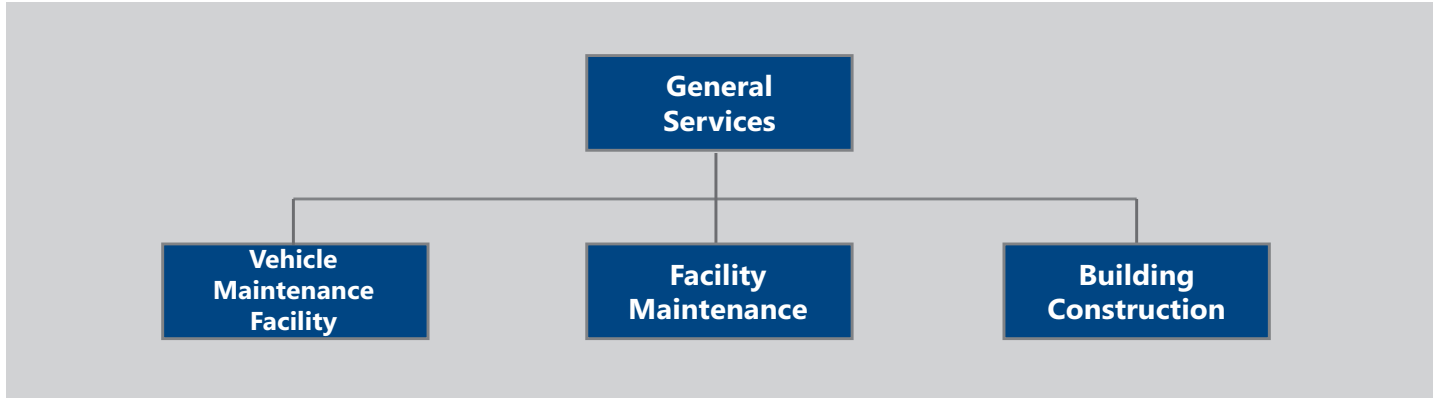 General
Services
Vehicle
Maintenance
Facility
Facility
Maintenance
Building
Construction